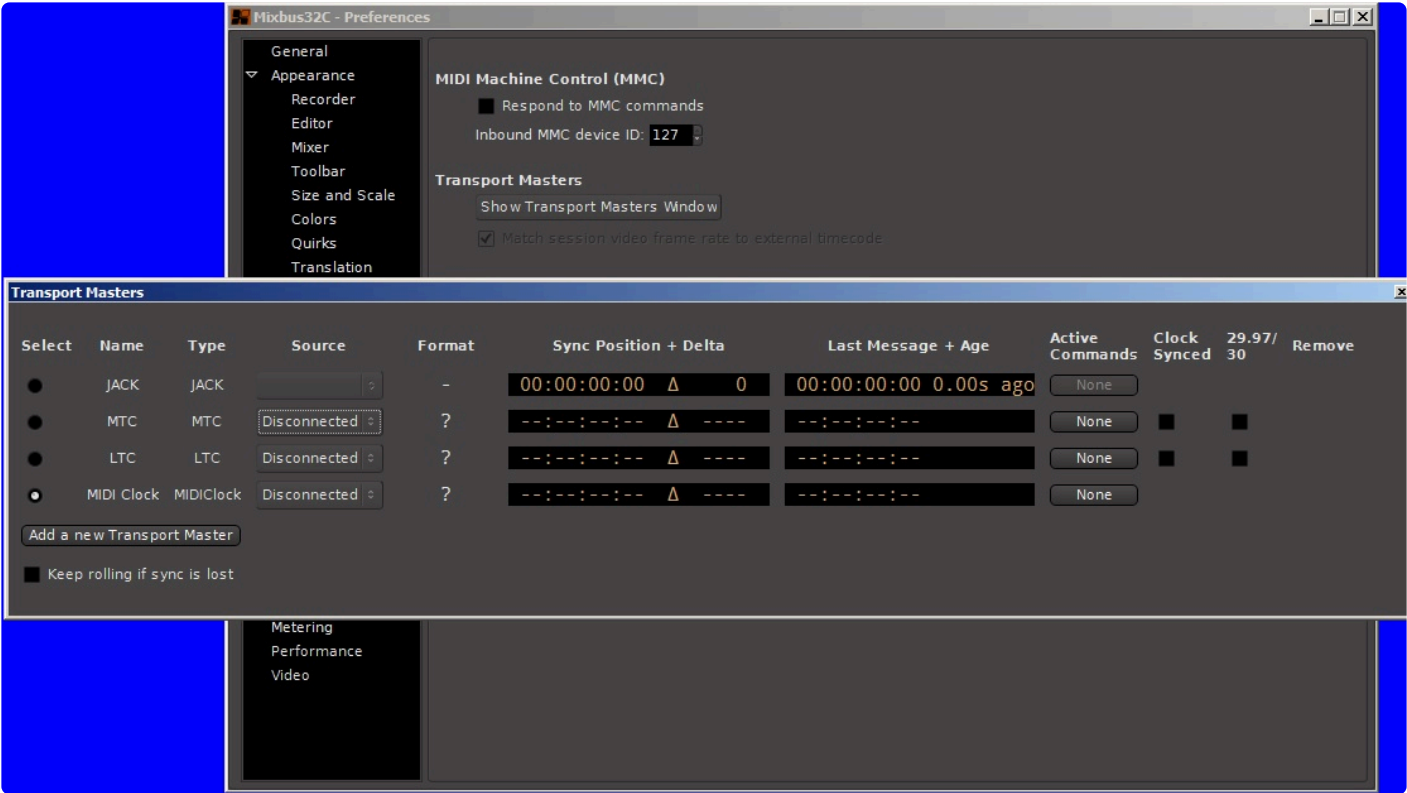 Mixbus32C - Preferences
General
Appearance
Recorder
Editor
Mixer
Toolbar
Size and Scale
Colors
Quirks
Translation
MIDI Machine Control (MMC)
Respond to MMC commands
Inbound MMC device ID: 127
Transport Masters
Show Transport Masters Window
Match session video frame rate to external timecode
Transport Masters
Select Name Type Source Format Sync Position + Delta Last Message + Age Active Commands Clock Synced 29.97/30 Remove
JACK JACK – 00:00:00:00 Δ 0 00:00:00:00 0.00s ago None
MTC MTC Disconnected ? --:--:--:-- Δ ---- --:--:--:-- None
LTC LTC Disconnected ? --:--:--:-- Δ ---- --:--:--:-- None
MIDI Clock MIDIClock Disconnected ? --:--:--:-- Δ ---- --:--:--:-- None
Add a new Transport Master
Keep rolling if sync is lost
Metering
Performance
Video